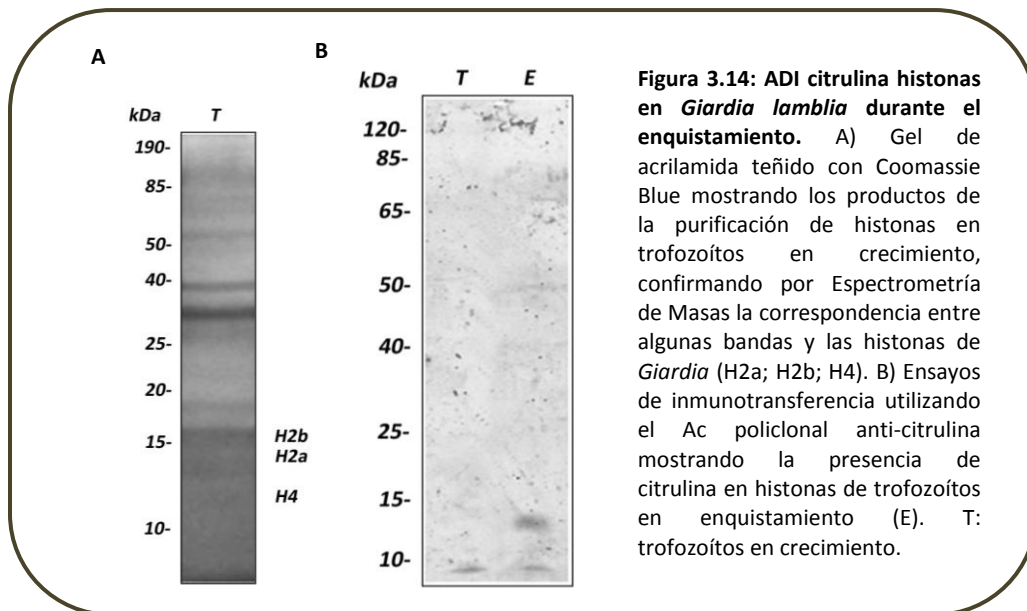 A
kDa
T
190-
85-
50-
40-
25-
20-
15-
10-
H2b
H2a
H4
B
kDa
T E
120-
85-
65-
50-
40-
25-
15-
10-
Figura 3.14: ADI citrulina histonas
en Giardia lamblia durante el
enquistamiento. A) Gel de
acrilamida teñido con Coomassie
Blue mostrando los productos de
la purificación de histonas en
trofozoítos en crecimiento,
confirmando por Espectrometría
de Masas la correspondencia entre
algunas bandas y las histonas de
Giardia (H2a; H2b; H4). B) Ensayos
de inmunotransferencia utilizando
el Ac policlonal anti-citrulina
mostrando la presencia de
citrulina en histonas de trofozoítos
en enquistamiento (E). T:
trofozoítos en crecimiento.